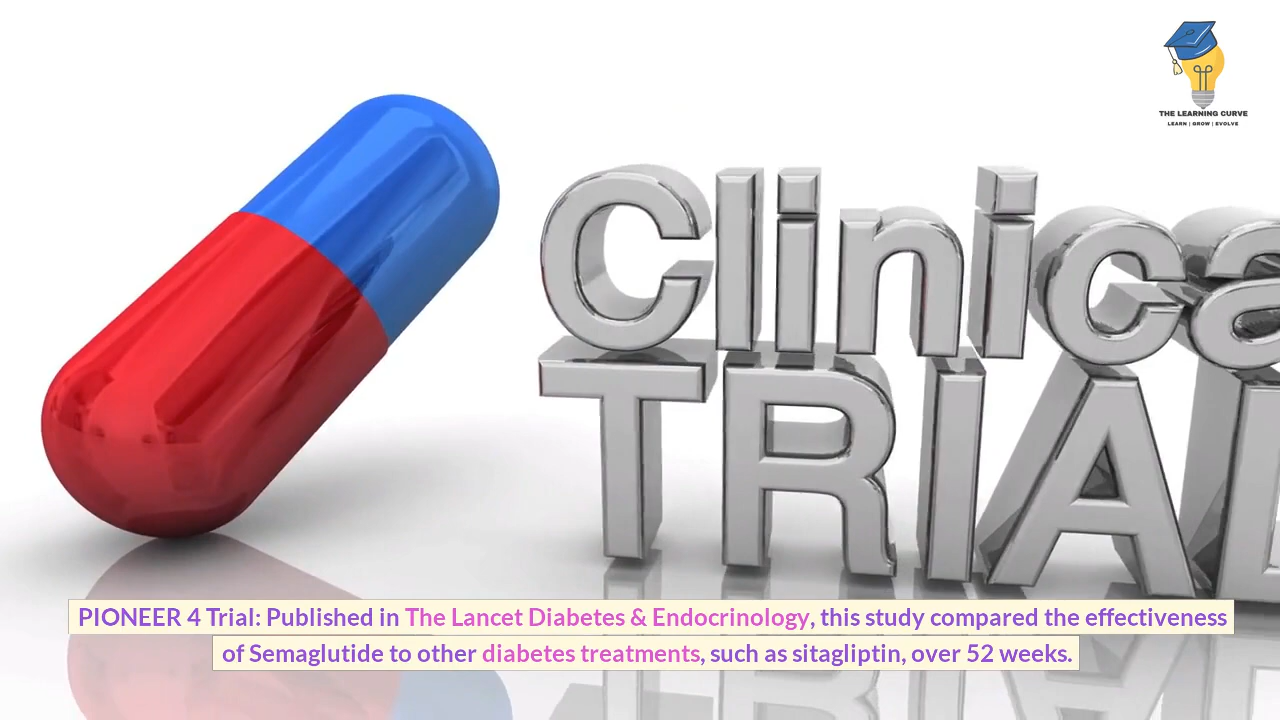 THE LEARNING CURVE
LEARN | GROW | EVOLVE
Clinica
TRIAL
PIONEER 4 Trial: Published in The Lancet Diabetes & Endocrinology, this study compared the effectiveness
of Semaglutide to other diabetes treatments, such as sitagliptin, over 52 weeks.